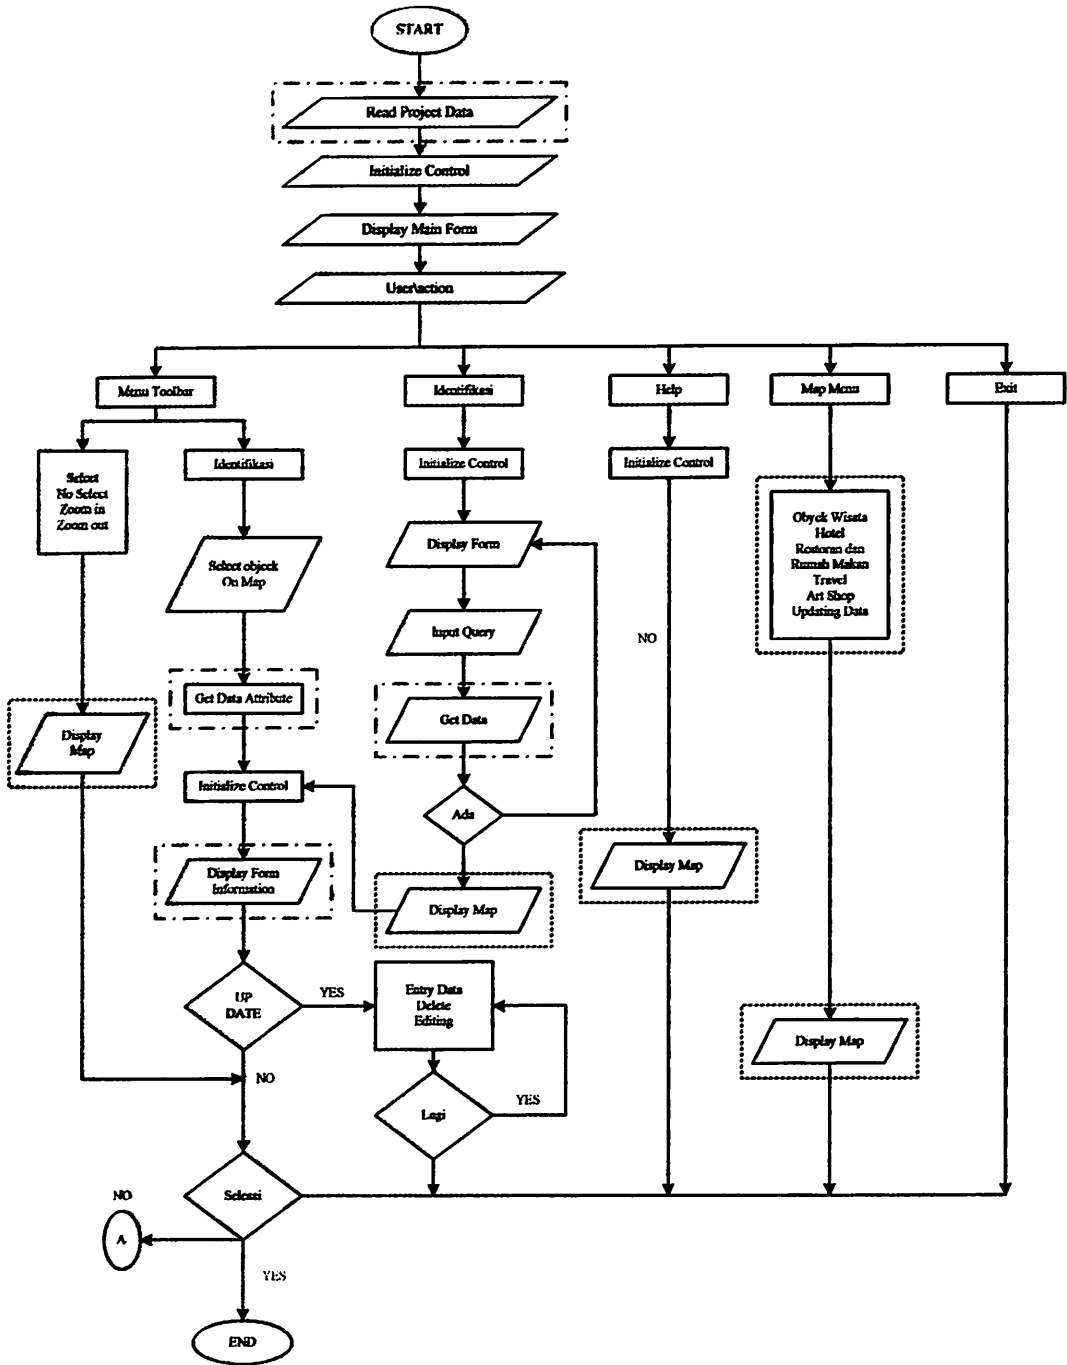 START
Read Project Data
Initialize Control
Display Main Form
User\action
Menu Toolbar
Identifikasi
Help
Map Menu
Exit
Select
No Select
Zoom in
Zoom out
Identifikasi
Initialize Control
Initialize Control
Obyek Wisata
Hotel
Rostoran dan
Rumah Makan
Travel
Art Shop
Updating Data
Select objeck
On Map
Display Form
Input Query
NO
Get Data Attribute
Get Data
Display
Map
Initialize Control
Ada
Display Form
Information
Display Map
Display Map
UP
DATE
YES
Entry Data
Delete
Editing
Display Map
NO
Lagi
YES
Selesai
NO
A
YES
END